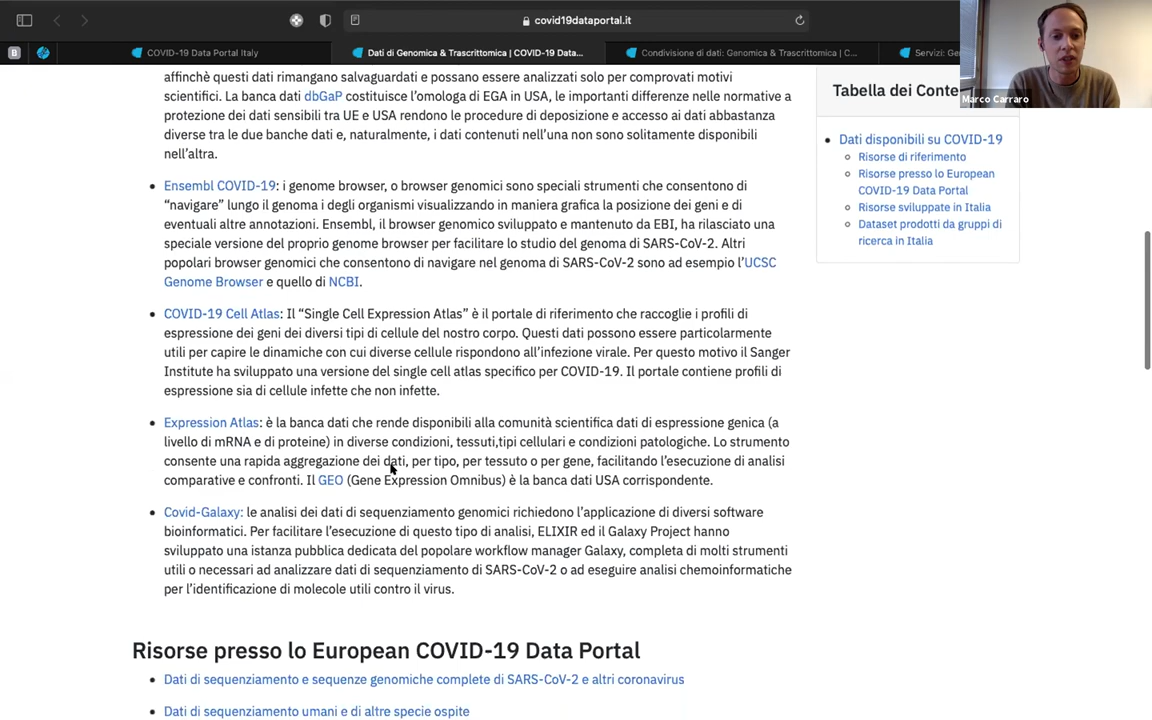 covid19dataportal.it
B
COVID-19 Data Portal Italy
Dati di Genomica & Trascrittomica | COVID-19 Data...
Condivisione di dati: Genomica & Trascrittomica | C...
Servizi: Ge
Marco Carraro
affinchè questi dati rimangano salvaguardati e possano essere analizzati solo per comprovati motivi
scientifici. La banca dati dbGaP costituisce l'omologa di EGA in USA, le importanti differenze nelle normative a
protezione dei dati sensibili tra UE e USA rendono le procedure di deposizione e accesso ai dati abbastanza
diverse tra le due banche dati e, naturalmente, i dati contenuti nell'una non sono solitamente disponibili
nell'altra.
Ensembl COVID-19: i genome browser, o browser genomici sono speciali strumenti che consentono di
"navigare" lungo il genoma i degli organismi visualizzando in maniera grafica la posizione dei geni e di
eventuali altre annotazioni. Ensembl, il browser genomico sviluppato e mantenuto da EBI, ha rilasciato una
speciale versione del proprio genome browser per facilitare lo studio del genoma di SARS-CoV-2. Altri
popolari browser genomici che consentono di navigare nel genoma di SARS-CoV-2 sono ad esempio l'UCSC
Genome Browser e quello di NCBI.
COVID-19 Cell Atlas: Il "Single Cell Expression Atlas" è il portale di riferimento che raccoglie i profili di
espressione dei geni dei diversi tipi di cellule del nostro corpo. Questi dati possono essere particolarmente
utili per capire le dinamiche con cui diverse cellule rispondono all'infezione virale. Per questo motivo il Sanger
Institute ha sviluppato una versione del single cell atlas specifico per COVID-19. Il portale contiene profili di
espressione sia di cellule infette che non infette.
Expression Atlas: è la banca dati che rende disponibili alla comunità scientifica dati di espressione genica (a
livello di mRNA e di proteine) in diverse condizioni, tessuti,tipi cellulari e condizioni patologiche. Lo strumento
consente una rapida aggregazione dei dati, per tipo, per tessuto o per gene, facilitando l'esecuzione di analisi
comparative e confronti. Il GEO (Gene Expression Omnibus) è la banca dati USA corrispondente.
Covid-Galaxy: le analisi dei dati di sequenziamento genomici richiedono l'applicazione di diversi software
bioinformatici. Per facilitare l'esecuzione di questo tipo di analisi, ELIXIR ed il Galaxy Project hanno
sviluppato una istanza pubblica dedicata del popolare workflow manager Galaxy, completa di molti strumenti
utili o necessari ad analizzare dati di sequenziamento di SARS-CoV-2 o ad eseguire analisi chemoinformatiche
per l'identificazione di molecole utili contro il virus.
Risorse presso lo European COVID-19 Data Portal
Dati di sequenziamento e sequenze genomiche complete di SARS-CoV-2 e altri coronavirus
Dati di sequenziamento umani e di altre specie ospite
Tabella dei Conte
Dati disponibili su COVID-19
Risorse di riferimento
Risorse presso lo European
COVID-19 Data Portal
Risorse sviluppate in Italia
Dataset prodotti da gruppi di
ricerca in Italia